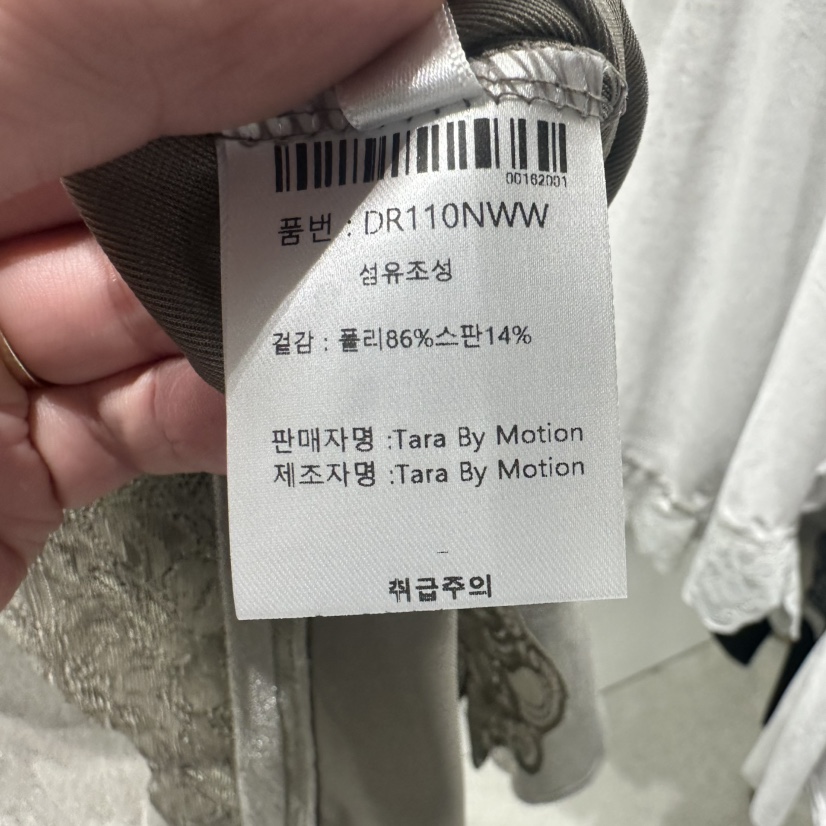 00162001
품번 : DR110NWW
섬유조성
겉감 : 폴리86%스판14%
판매자명 :Tara By Motion
제조자명 :Tara By Motion
취급주의